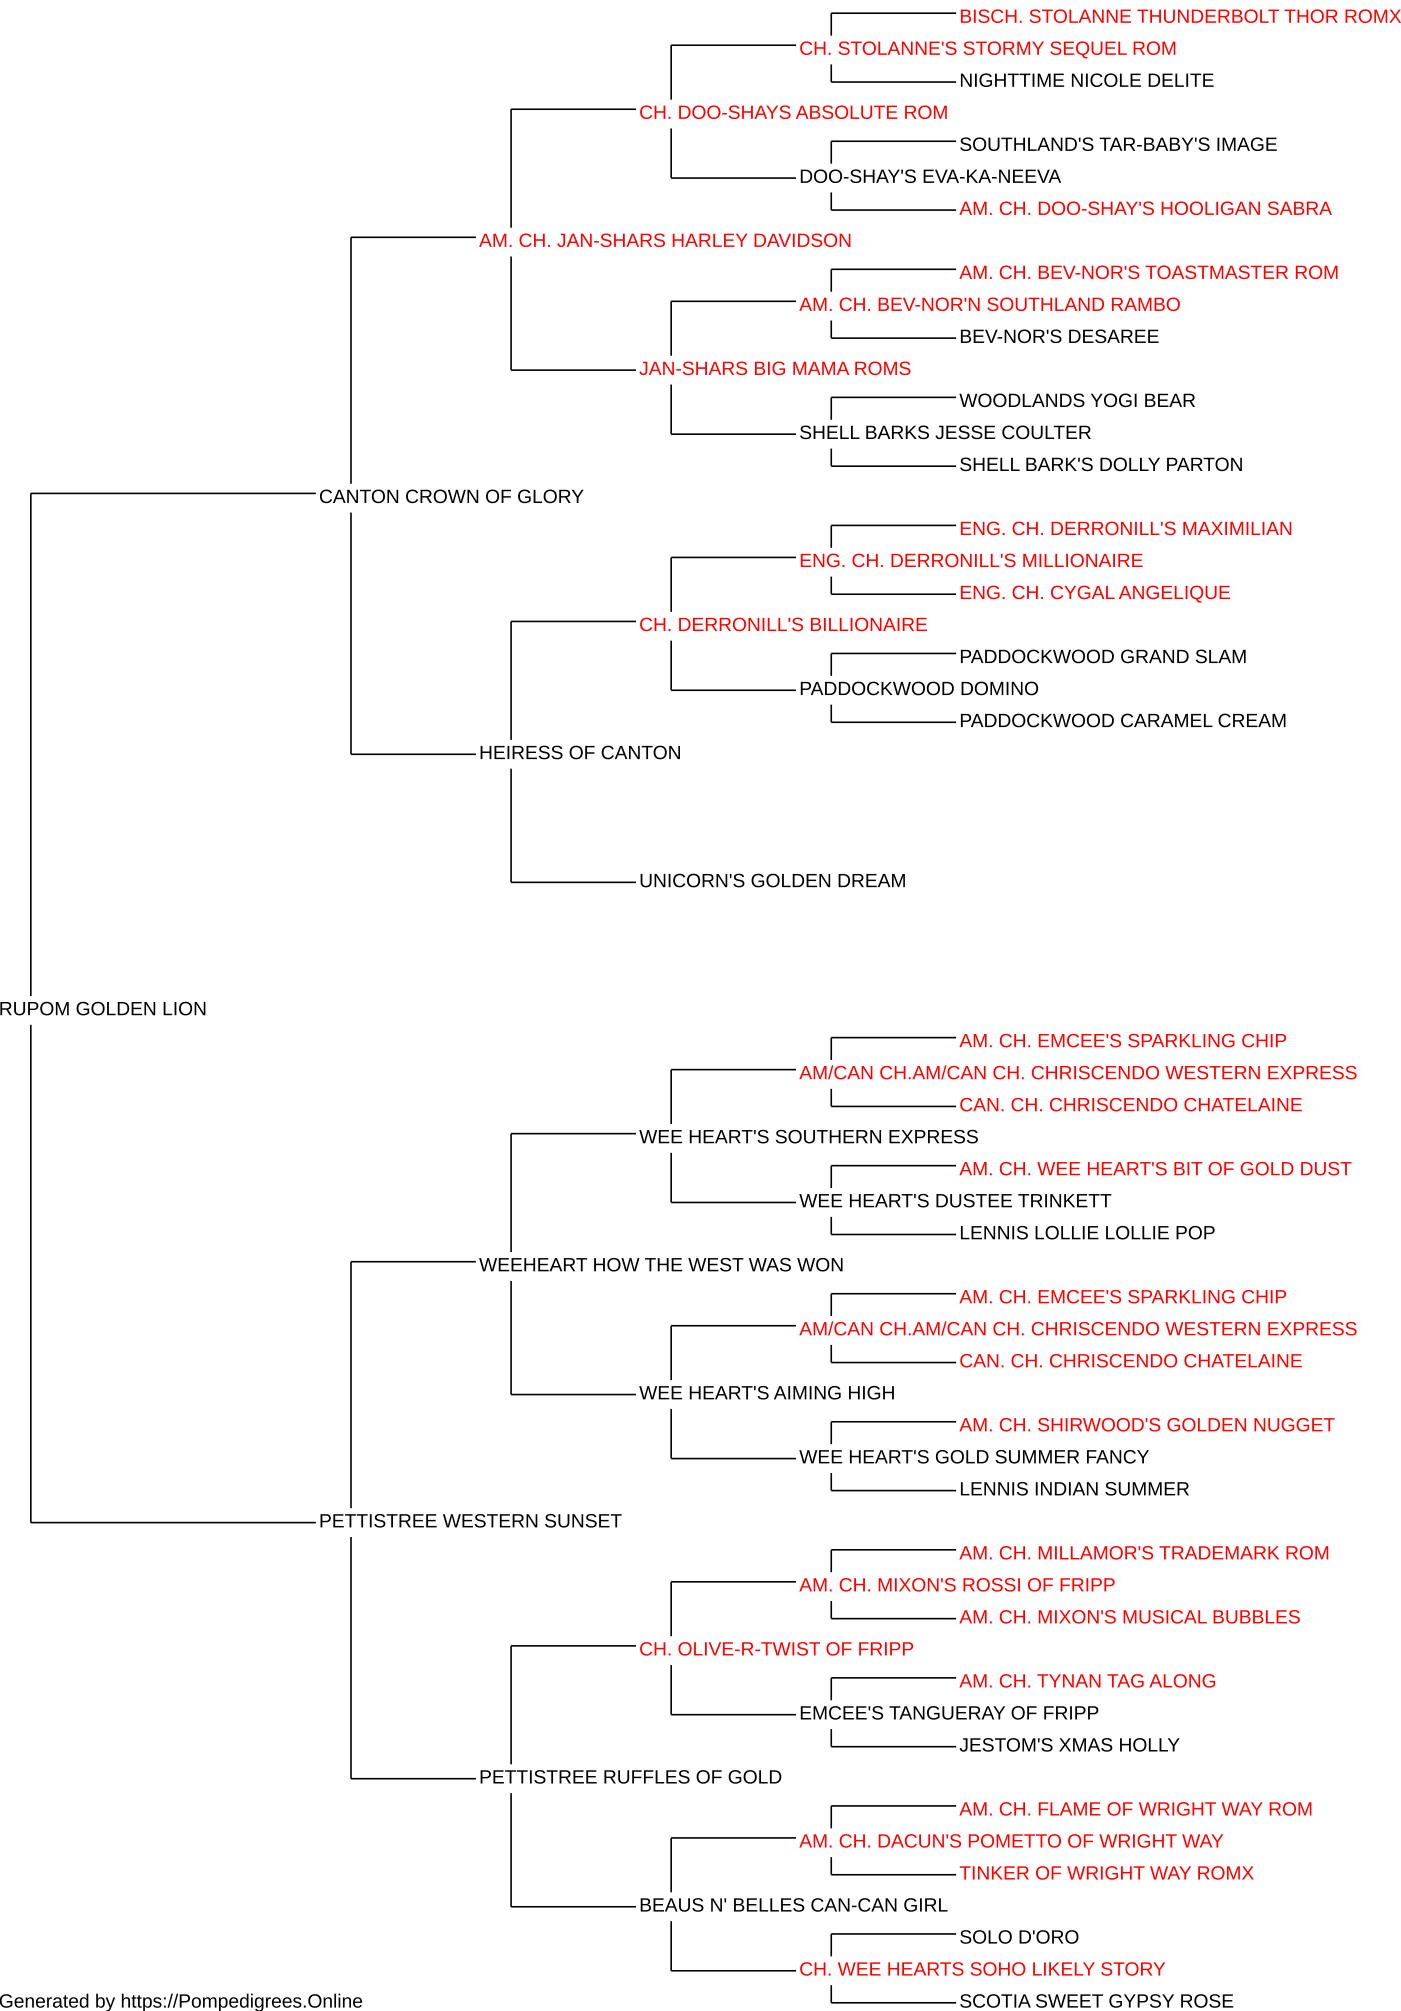 BISCH. STOLANNE THUNDERBOLT THOR ROMX
CH. STOLANNE'S STORMY SEQUEL ROM
NIGHTTIME NICOLE DELITE
CH. DOO-SHAYS ABSOLUTE ROM
SOUTHLAND'S TAR-BABY'S IMAGE
DOO-SHAY'S EVA-KA-NEEVA
AM. CH. DOO-SHAY'S HOOLIGAN SABRA
AM. CH. JAN-SHARS HARLEY DAVIDSON
AM. CH. BEV-NOR'S TOASTMASTER ROM
AM. CH. BEV-NOR'N SOUTHLAND RAMBO
BEV-NOR'S DESAREE
JAN-SHARS BIG MAMA ROMS
WOODLANDS YOGI BEAR
SHELL BARKS JESSE COULTER
SHELL BARK'S DOLLY PARTON
CANTON CROWN OF GLORY
ENG. CH. DERRONILL'S MAXIMILIAN
ENG. CH. DERRONILL'S MILLIONAIRE
ENG. CH. CYGAL ANGELIQUE
CH. DERRONILL'S BILLIONAIRE
PADDOCKWOOD GRAND SLAM
PADDOCKWOOD DOMINO
PADDOCKWOOD CARAMEL CREAM
HEIRESS OF CANTON
UNICORN'S GOLDEN DREAM
RUPOM GOLDEN LION
AM. CH. EMCEE'S SPARKLING CHIP
AM/CAN CH.AM/CAN CH. CHRISCENDO WESTERN EXPRESS
CAN. CH. CHRISCENDO CHATELAINE
WEE HEART'S SOUTHERN EXPRESS
AM. CH. WEE HEART'S BIT OF GOLD DUST
WEE HEART'S DUSTEE TRINKETT
LENNIS LOLLIE LOLLIE POP
WEEHEART HOW THE WEST WAS WON
AM. CH. EMCEE'S SPARKLING CHIP
AM/CAN CH.AM/CAN CH. CHRISCENDO WESTERN EXPRESS
CAN. CH. CHRISCENDO CHATELAINE
WEE HEART'S AIMING HIGH
AM. CH. SHIRWOOD'S GOLDEN NUGGET
WEE HEART'S GOLD SUMMER FANCY
LENNIS INDIAN SUMMER
PETTISTREE WESTERN SUNSET
AM. CH. MILLAMOR'S TRADEMARK ROM
AM. CH. MIXON'S ROSSI OF FRIPP
AM. CH. MIXON'S MUSICAL BUBBLES
CH. OLIVE-R-TWIST OF FRIPP
AM. CH. TYNAN TAG ALONG
EMCEE'S TANGUERAY OF FRIPP
JESTOM'S XMAS HOLLY
PETTISTREE RUFFLES OF GOLD
AM. CH. FLAME OF WRIGHT WAY ROM
AM. CH. DACUN'S POMETTO OF WRIGHT WAY
TINKER OF WRIGHT WAY ROMX
BEAUS N' BELLES CAN-CAN GIRL
SOLO D'ORO
CH. WEE HEARTS SOHO LIKELY STORY
SCOTIA SWEET GYPSY ROSE
Generated by https://Pompedigrees.Online